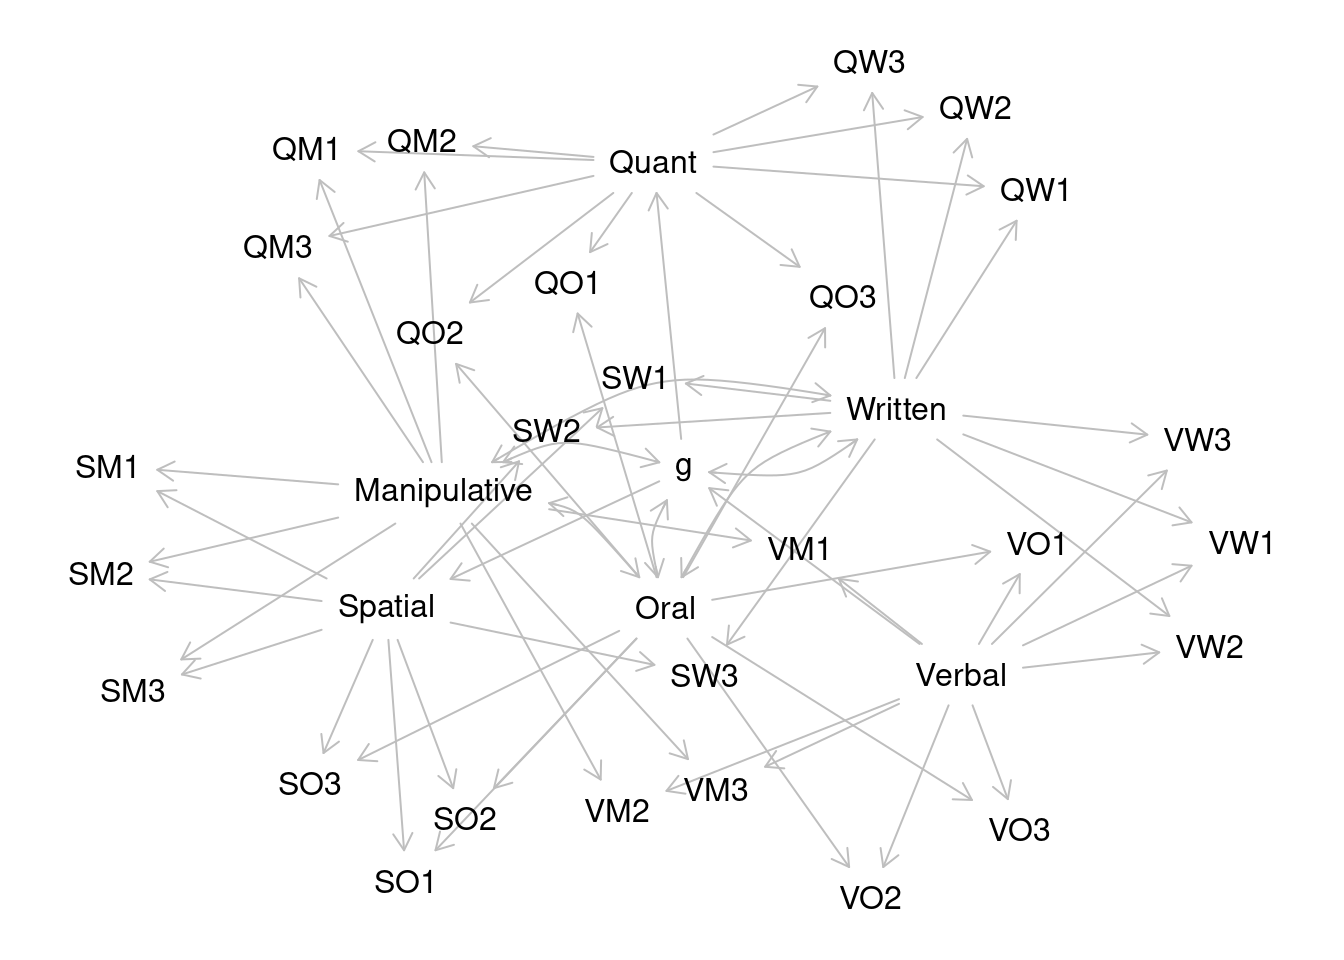 QW3
QW2
QM1
QM2
Quant
QW1
QM3
QO1
QO3
QO2
SW1
Written
SW2
VW3
SM1
g
Manipulative
VM1
VO1
VW1
SM2
Spatial
Oral
VW2
SM3
SW3
Verbal
SO3
VM3
SO2
VM2
VO3
SO1
VO2